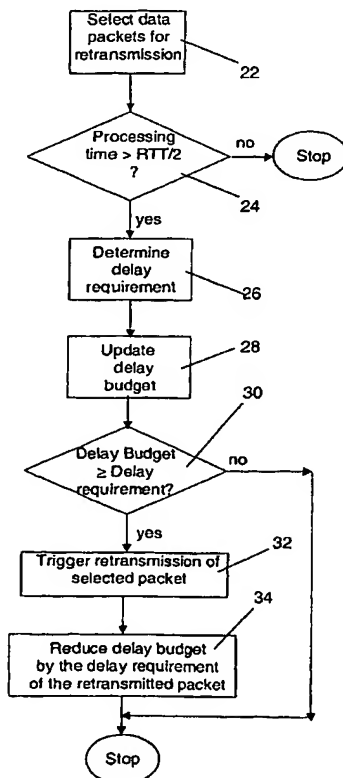 Select data
packets for
retransmission
22
Processing
time > RTT/2
?
no
Stop
24
yes
Determine
delay
requirement
26
Update
delay
budget
28
30
Delay Budget
≥ Delay
requirement?
no
yes
32
Trigger retransmission of
selected packet
34
Reduce delay budget
by the delay requirement
of the retransmitted packet
Stop